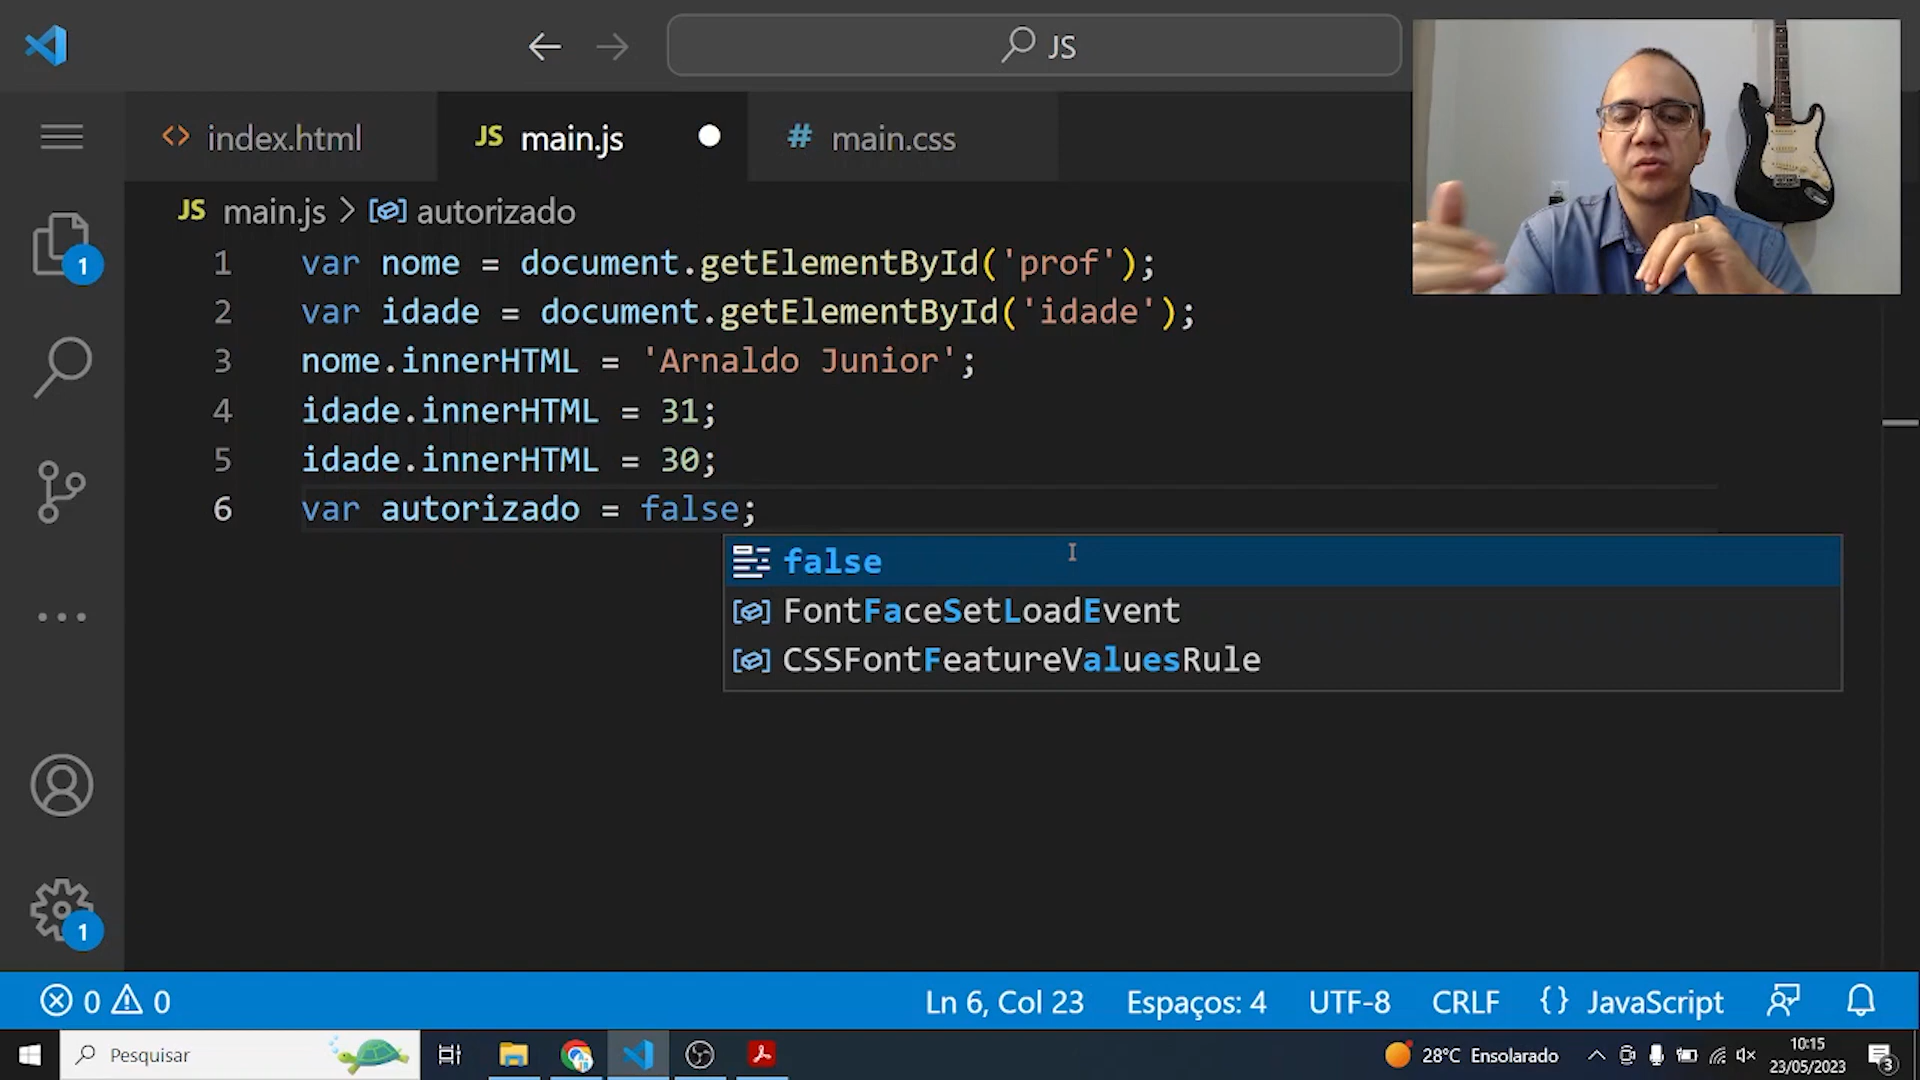 JS
index.html
JS main.js
# main.css
JS main.js > autorizado
1 var nome = document.getElementById('prof');
2 var idade = document.getElementById('idade');
3 nome.innerHTML = 'Arnaldo Junior';
4 idade.innerHTML = 31;
5 idade.innerHTML = 30;
6 var autorizado = false;
false
FontFaceSetLoadEvent
CSSFontFeatureValuesRule
1
1
0 0 Ln 6, Col 23 Espaços: 4 UTF-8 CRLF {} JavaScript
Pesquisar
28°C Ensolarado
10:15
23/05/2023
3